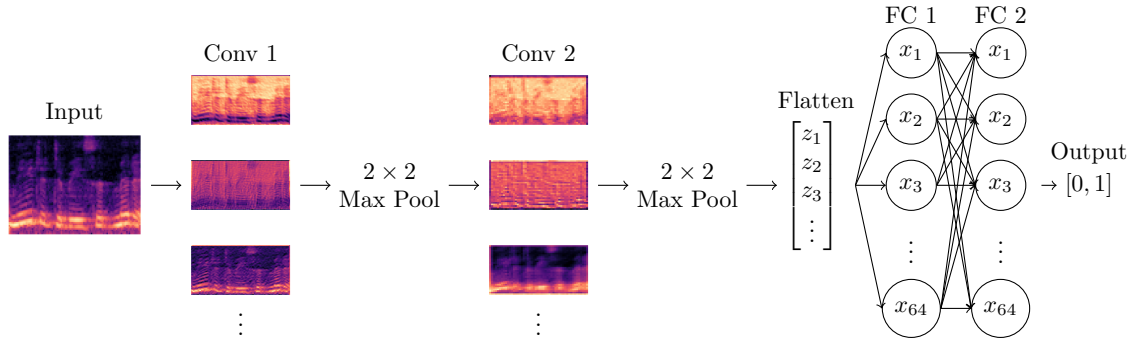 Input
Conv 1
⋮
2 × 2
Max Pool
Conv 2
⋮
2 × 2
Max Pool
Flatten
z₁
z₂
z₃
⋮
FC 1
x₁
x₂
x₃
⋮
x₆₄
FC 2
x₁
x₂
x₃
⋮
x₆₄
Output
[0, 1]